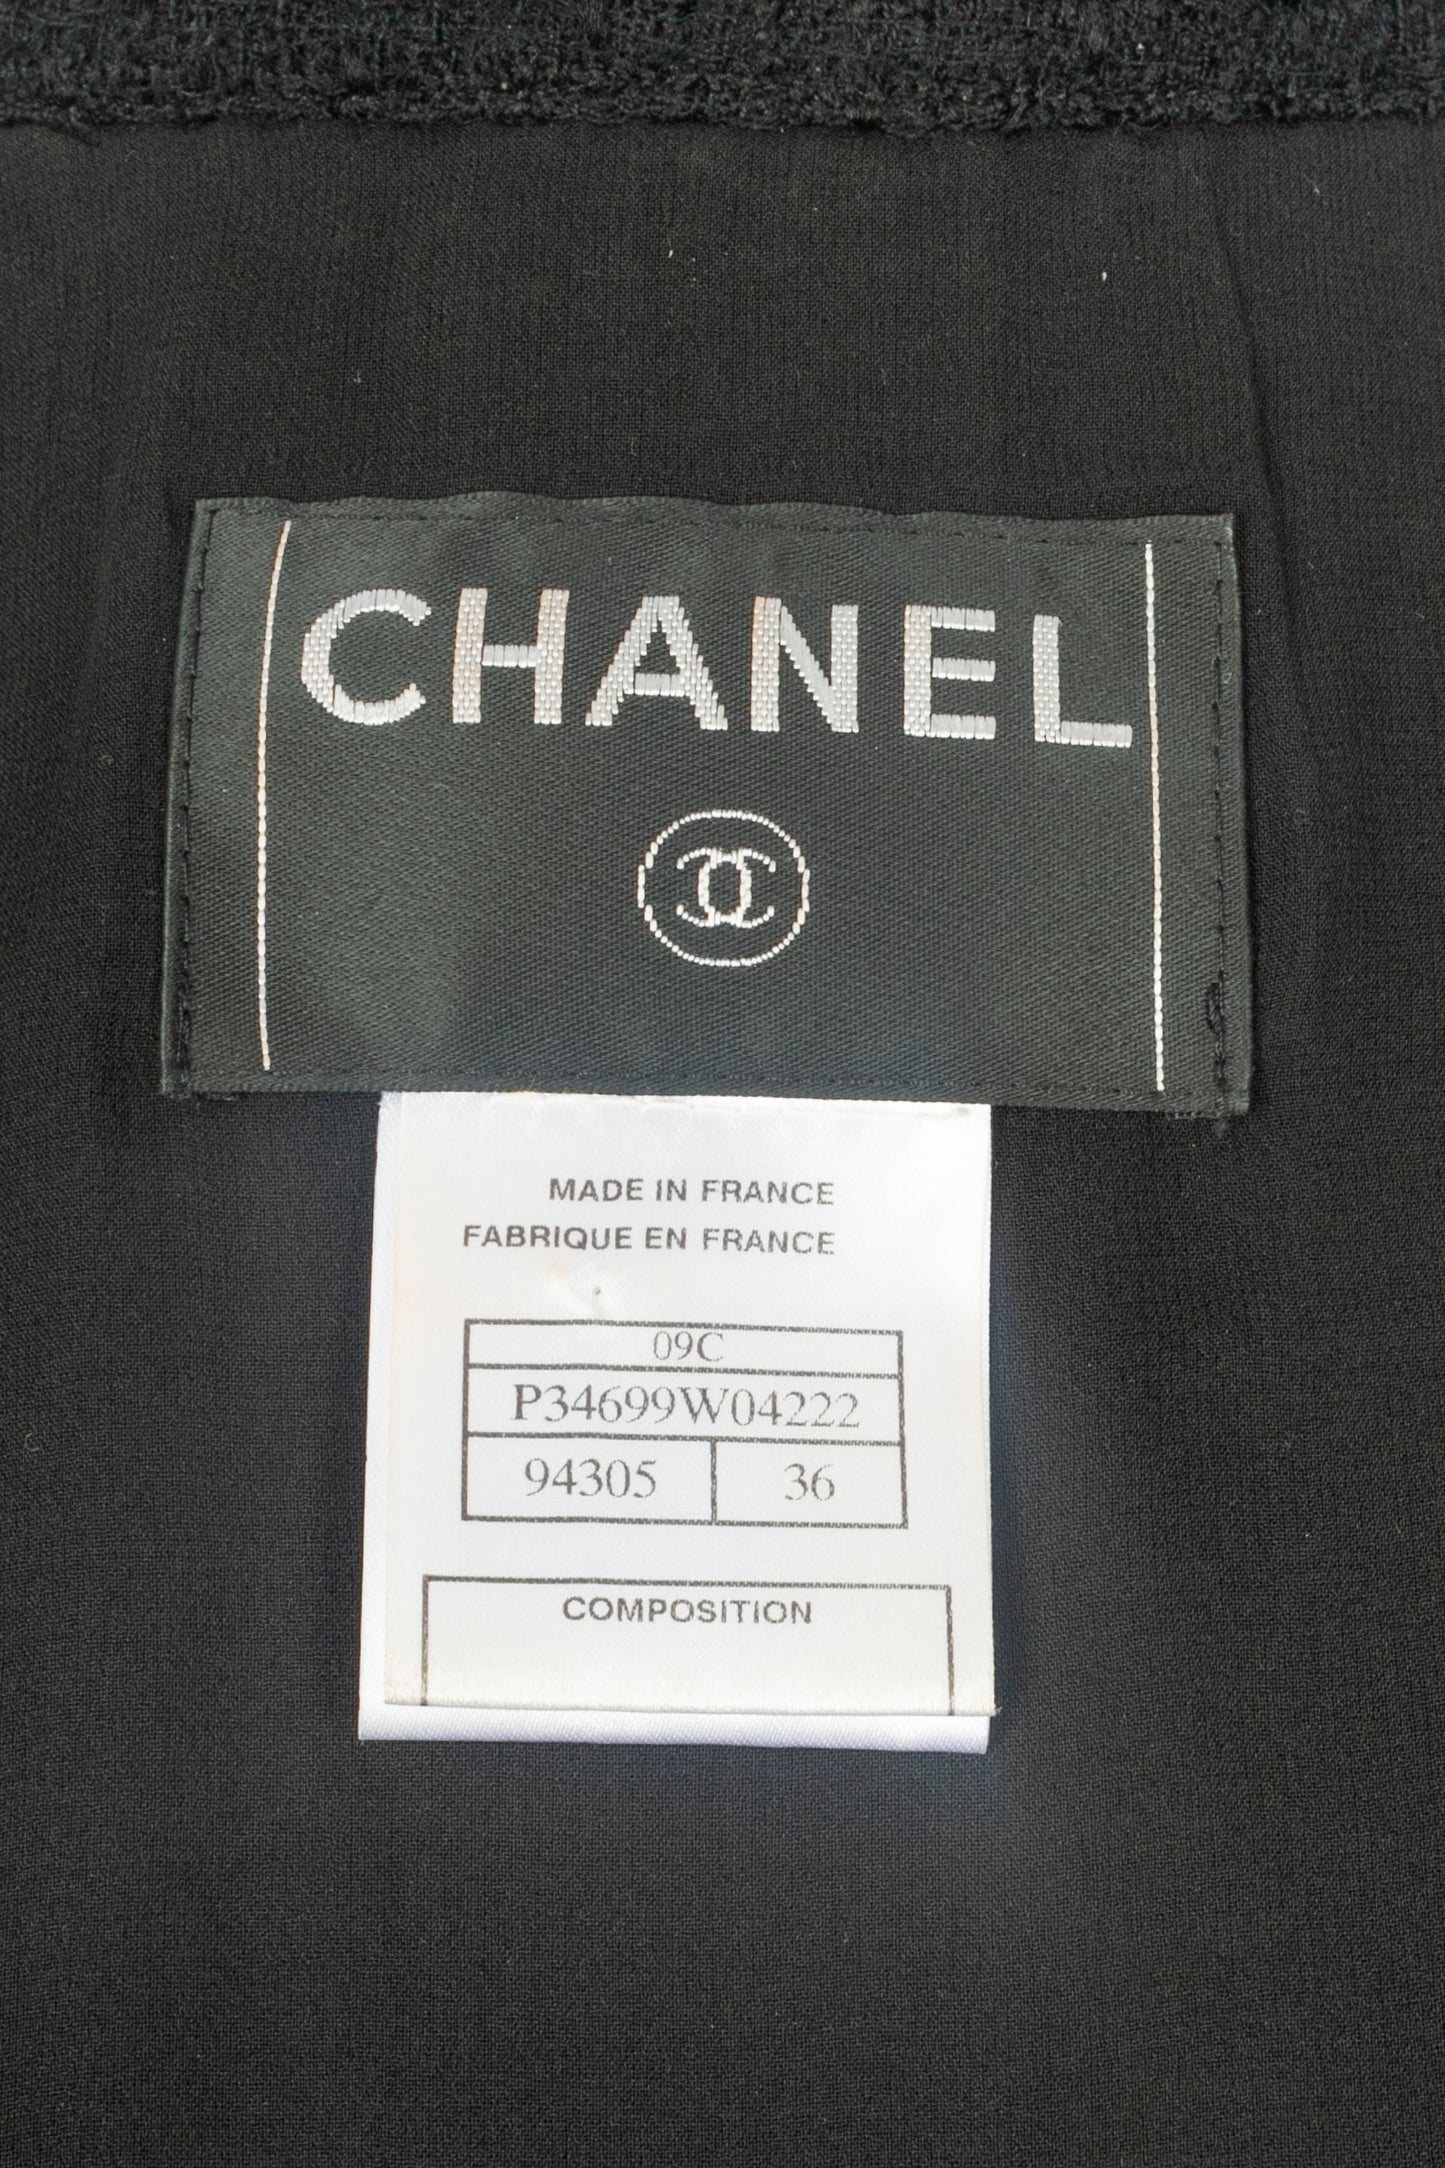 CHANEL
MADE IN FRANCE
FABRIQUE EN FRANCE
09C
P34699W04222
94305 36
COMPOSITION